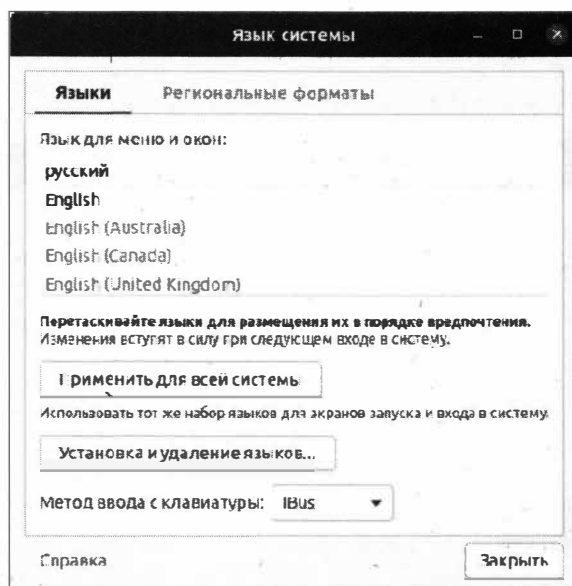 Язык системы
Языки Региональные форматы
Язык для меню и окон:
русский
English
English (Australia)
English (Canada)
English (United Kingdom)
Перетаскивайте языки для размещения их в порядке предпочтения.
Изменения вступят в силу при следующем входе в систему.
Применить для всей системы
Использовать тот же набор языков для экранов запуска и входа в систему.
Установка и удаление языков...
Метод ввода с клавиатуры: IBus
Справка Закрыть